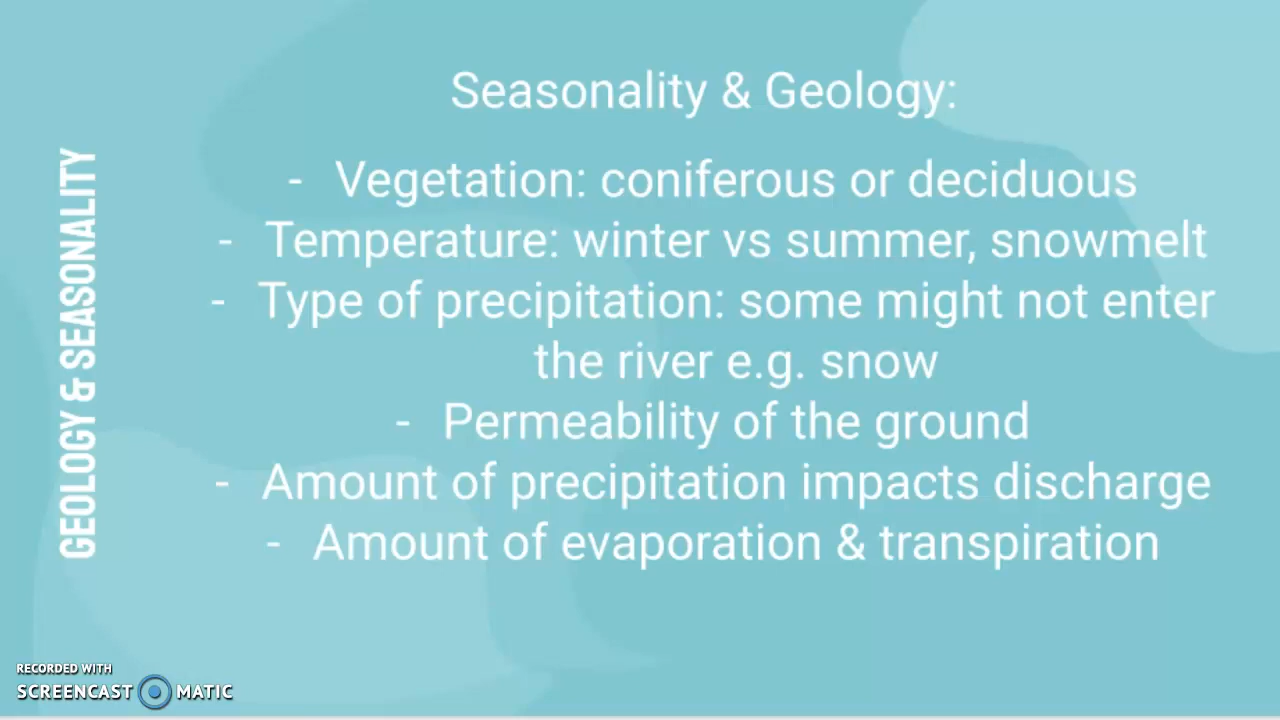 Seasonality & Geology:
GEOLOGY & SEASONALITY
- Vegetation: coniferous or deciduous
- Temperature: winter vs summer, snowmelt
- Type of precipitation: some might not enter
the river e.g. snow
- Permeability of the ground
- Amount of precipitation impacts discharge
- Amount of evaporation & transpiration
RECORDED WITH
SCREENCAST MATIC